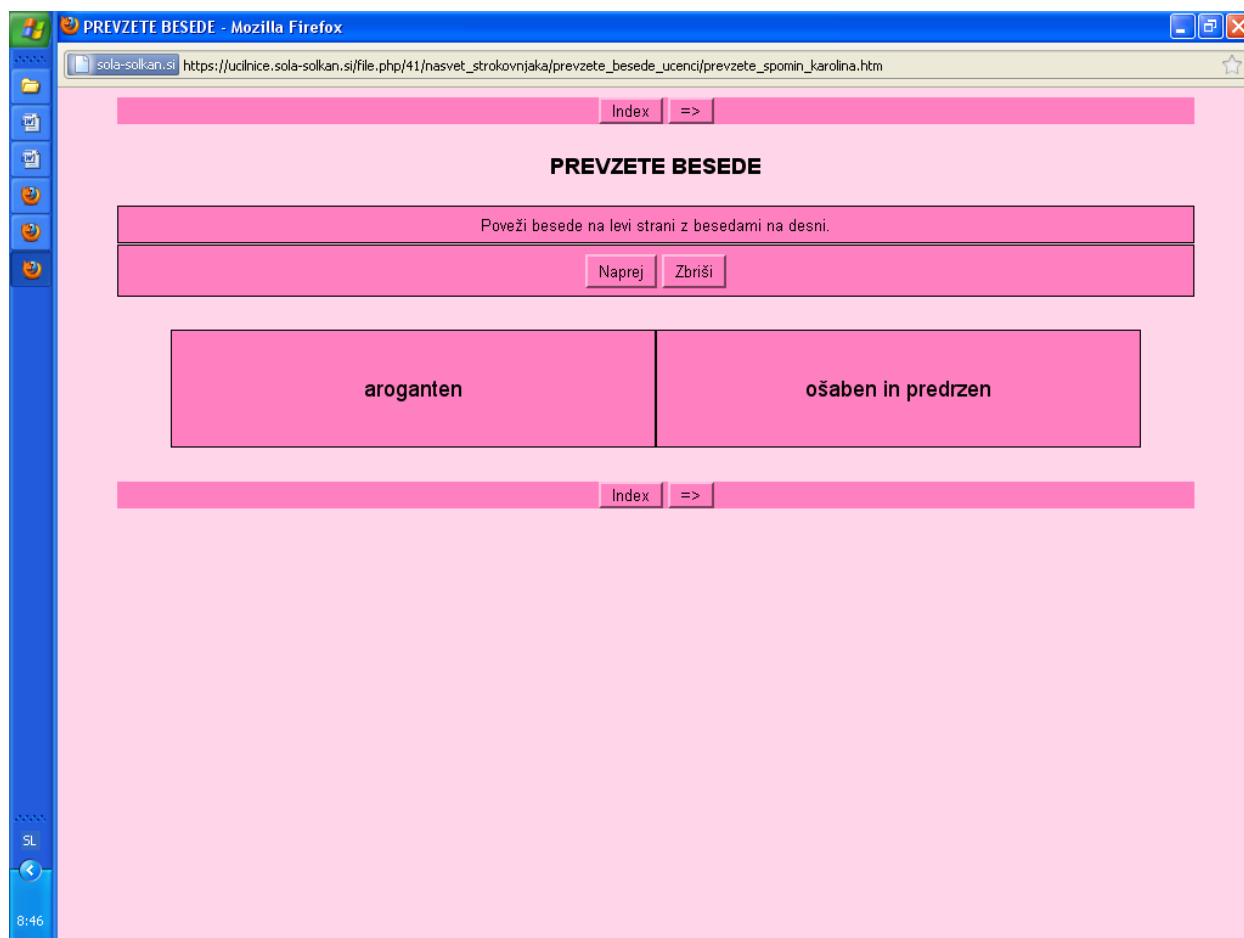 PREVZETE BESEDE - Mozilla Firefox
sola-solkan.si https://ucilnice.sola-solkan.si/file.php/41/nasvet_strokovnjaka/prevzete_besede_ucenci/prevzete_spomin_karolina.htm
Index =>
PREVZETE BESEDE
Poveži besede na levi strani z besedami na desni.
Naprej Zbriši
aroganten ošaben in predrzen
Index =>
SL
8:46